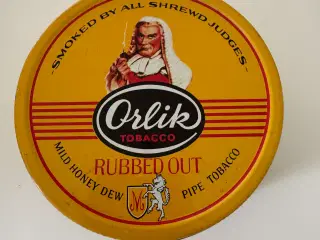 -SMOKED BY ALL SHREWD JUDGES-
Orlik
TOBACCO
RUBBED OUT
MILD HONEY DEW PIPE TOBACCO
M